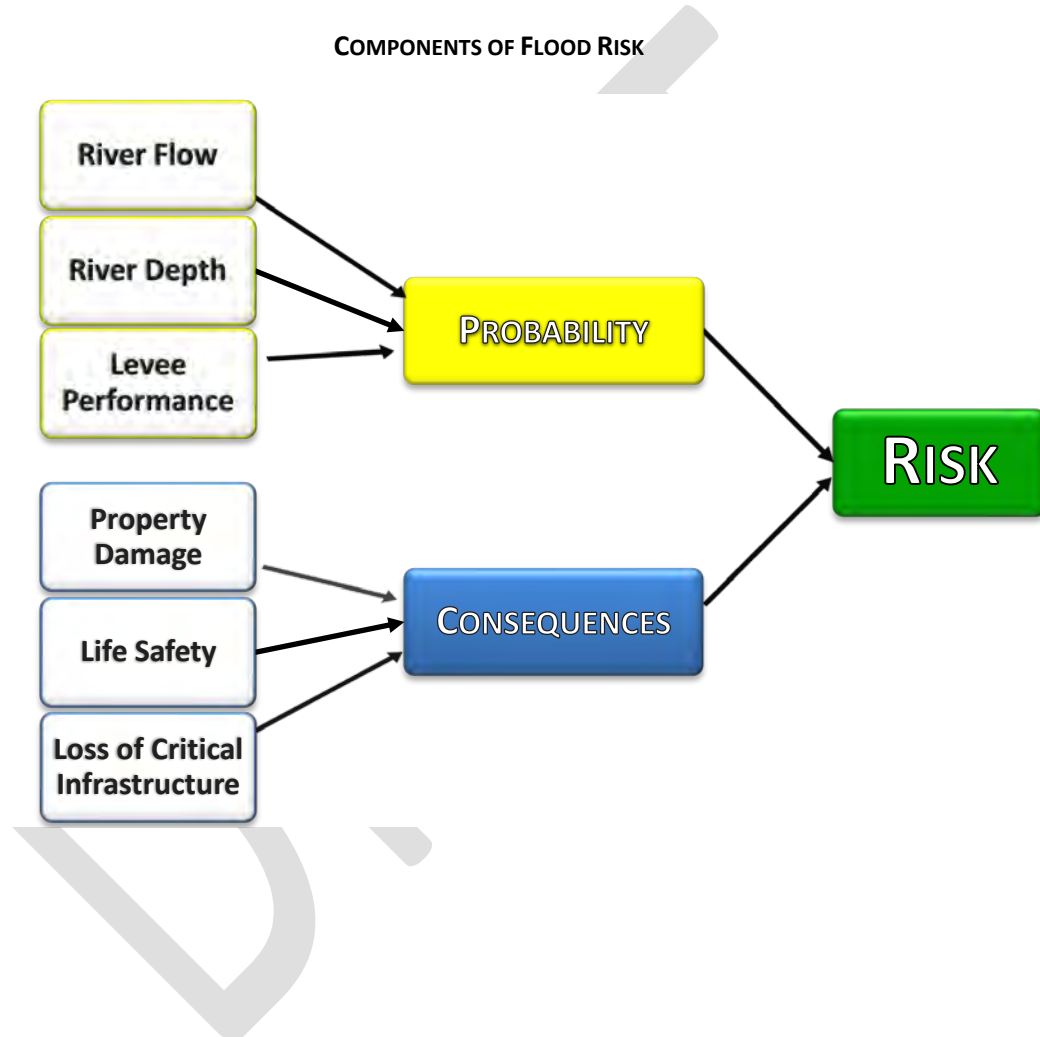 COMPONENTS OF FLOOD RISK
River Flow
River Depth
Levee
Performance
PROBABILITY
RISK
Property
Damage
Life Safety
CONSEQUENCES
Loss of Critical
Infrastructure